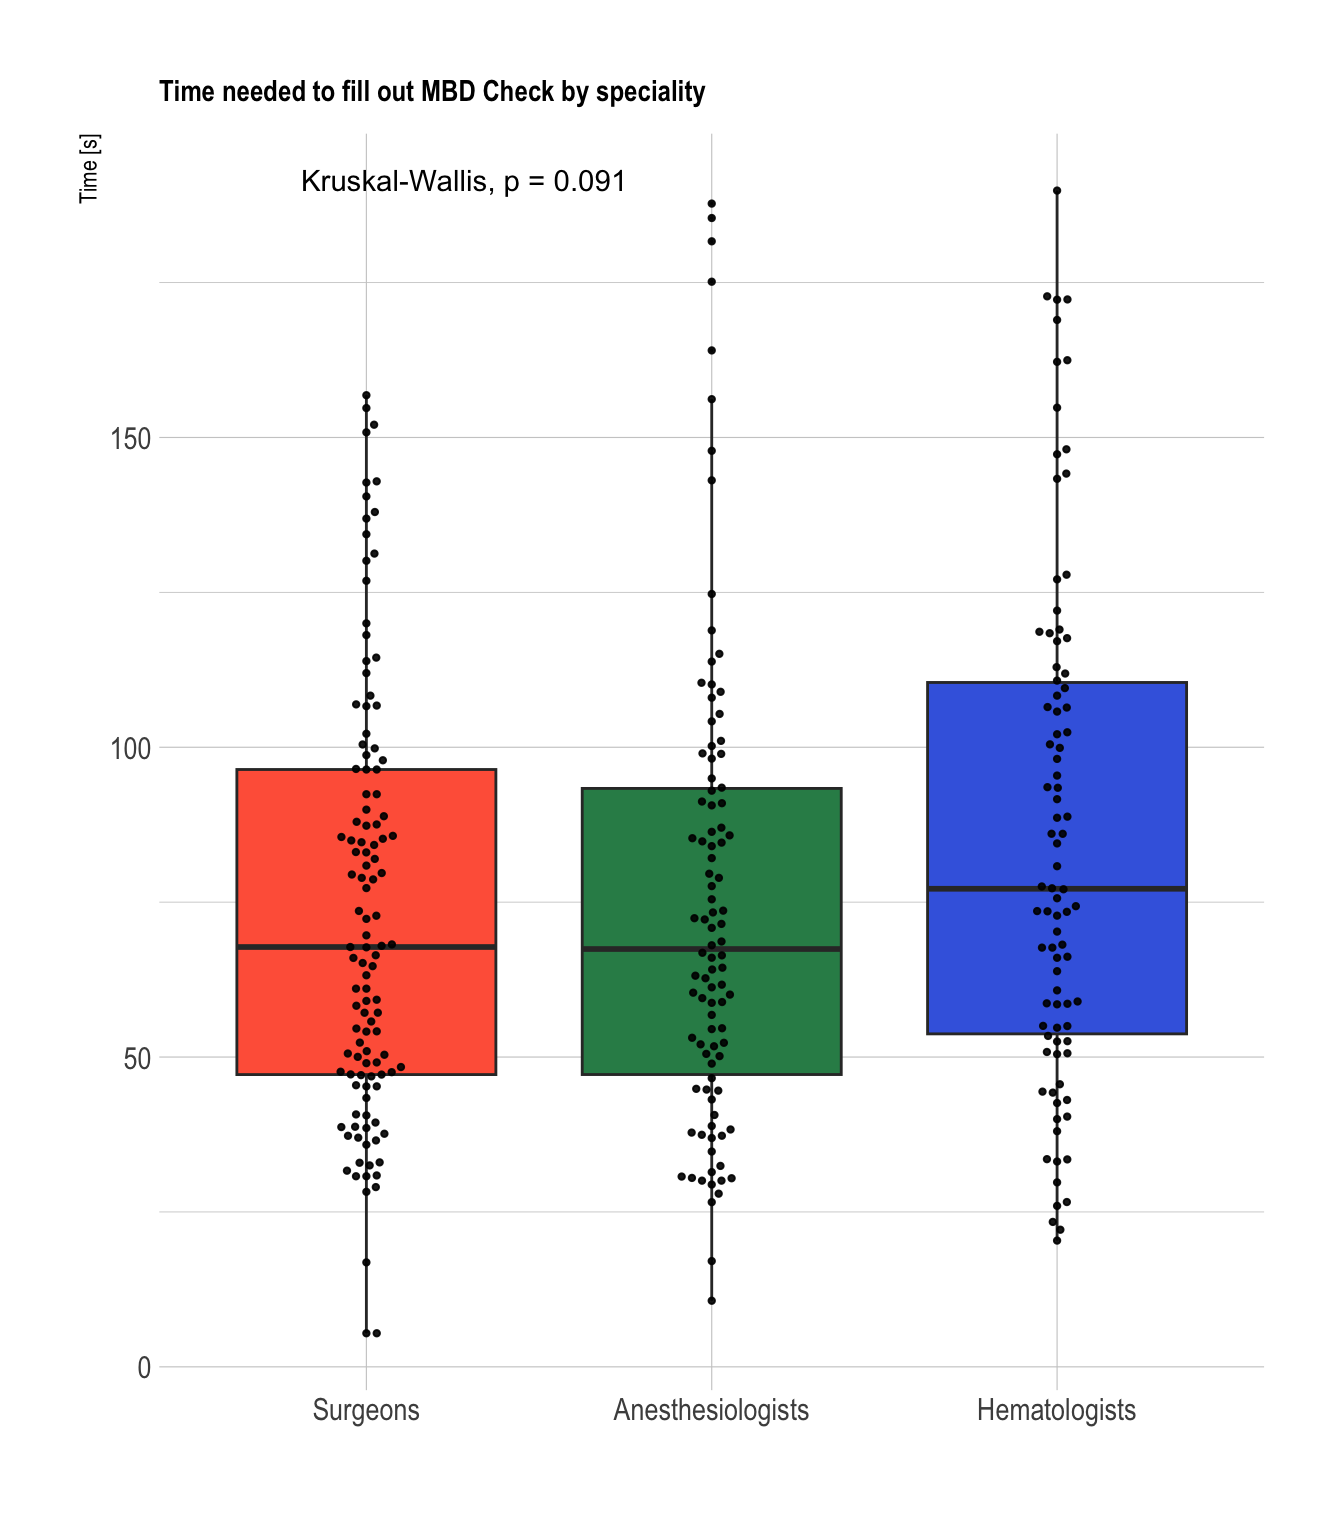 Time needed to fill out MBD Check by speciality
Time [s]
Kruskal-Wallis, p = 0.091
150
100
50
0
Surgeons
Anesthesiologists
Hematologists